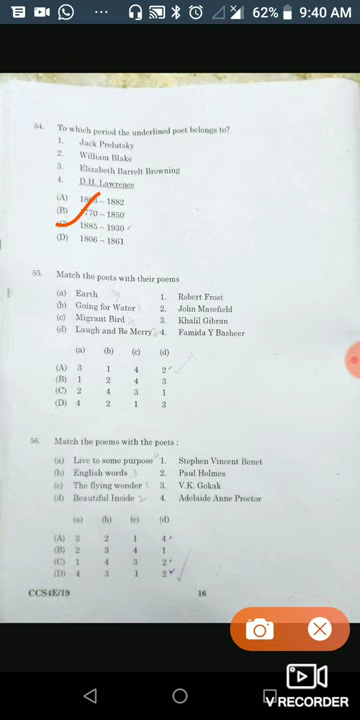 62% 9:40 AM
54. To which period the underlined poet belongs to?
1. Jack Prelutsky
2. William Blake
3. Elizabeth Barrelt Browning
4. D.H. Lawrence
(A) – 1882
(B) 1770 – 1850
1885 – 1930
(D) 1806 – 1861
55. Match the poets with their poems
(a) Earth 1. Robert Frost
(b) Going for Water 2. John Masefield
(c) Migrant Bird 3. Khalil Gibran
(d) Laugh and Be Merry 4. Famida Y Basheer
(a) (b) (c) (d)
(A) 3 1 4 2
(B) 1 2 4 3
(C) 2 4 3 1
(D) 4 2 1 3
56. Match the poems with the poets :
(a) Live to some purpose 1. Stephen Vincent Benet
(b) English words 2. Paul Holmes
(c) The flying wonder 3. V.K. Gokak
(d) Beautiful Inside 4. Adelaide Anne Proctor
(a) (b) (c) (d)
(A) 3 2 1 4
(B) 2 3 4 1
(C) 1 4 3 2
(D) 4 3 1 2
CCS4E/19 16
V RECORDER